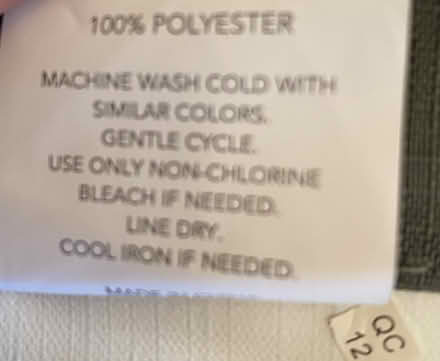 100% POLYESTER
MACHINE WASH COLD WITH
SIMILAR COLORS.
GENTLE CYCLE.
USE ONLY NON-CHLORINE
BLEACH IF NEEDED.
LINE DRY.
COOL IRON IF NEEDED.
QC
12